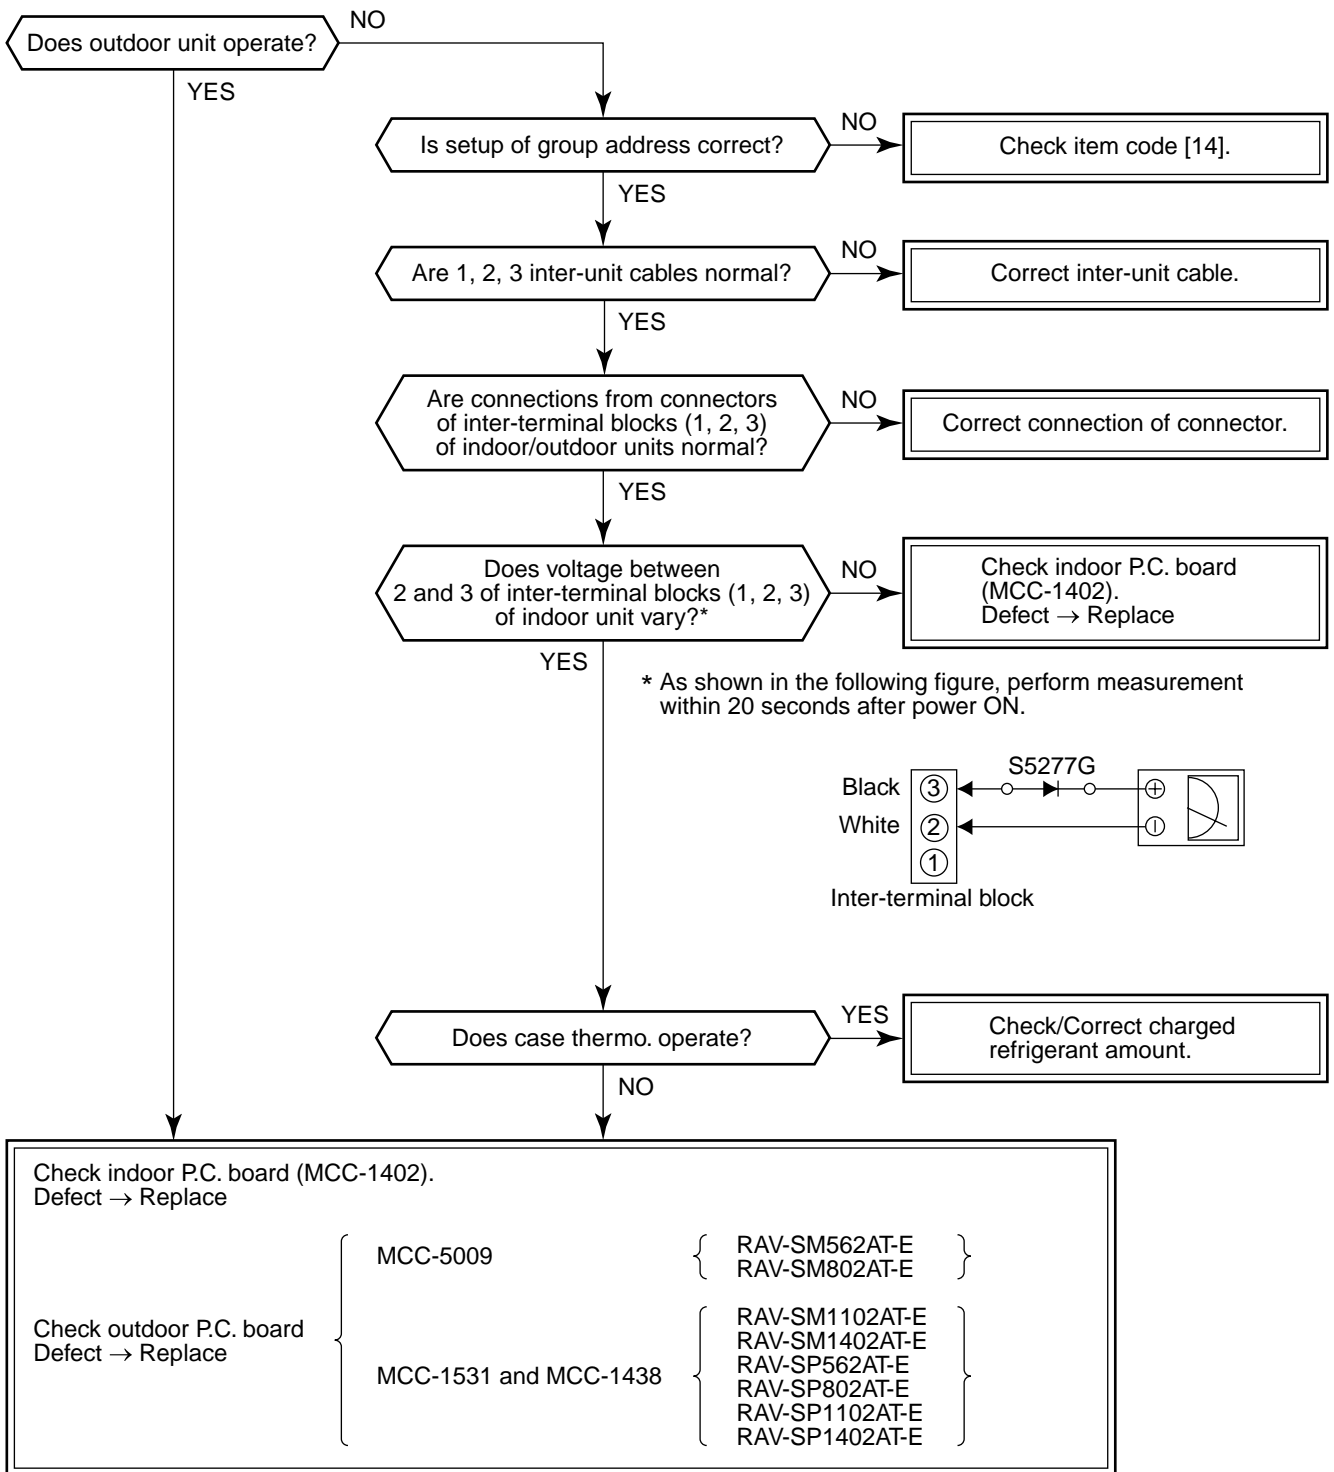 Does outdoor unit operate?
NO
YES
Is setup of group address correct?
NO
Check item code [14].
YES
Are 1, 2, 3 inter-unit cables normal?
NO
Correct inter-unit cable.
YES
Are connections from connectors
of inter-terminal blocks (1, 2, 3)
of indoor/outdoor units normal?
NO
Correct connection of connector.
YES
Does voltage between
2 and 3 of inter-terminal blocks (1, 2, 3)
of indoor unit vary?*
NO
Check indoor P.C. board
(MCC-1402).
Defect → Replace
YES
* As shown in the following figure, perform measurement
within 20 seconds after power ON.
S5277G
Black ③ +
White ② −
①
Inter-terminal block
Does case thermo. operate?
YES
Check/Correct charged
refrigerant amount.
NO
Check indoor P.C. board (MCC-1402).
Defect → Replace
Check outdoor P.C. board
Defect → Replace
MCC-5009
RAV-SM562AT-E
RAV-SM802AT-E
MCC-1531 and MCC-1438
RAV-SM1102AT-E
RAV-SM1402AT-E
RAV-SP562AT-E
RAV-SP802AT-E
RAV-SP1102AT-E
RAV-SP1402AT-E